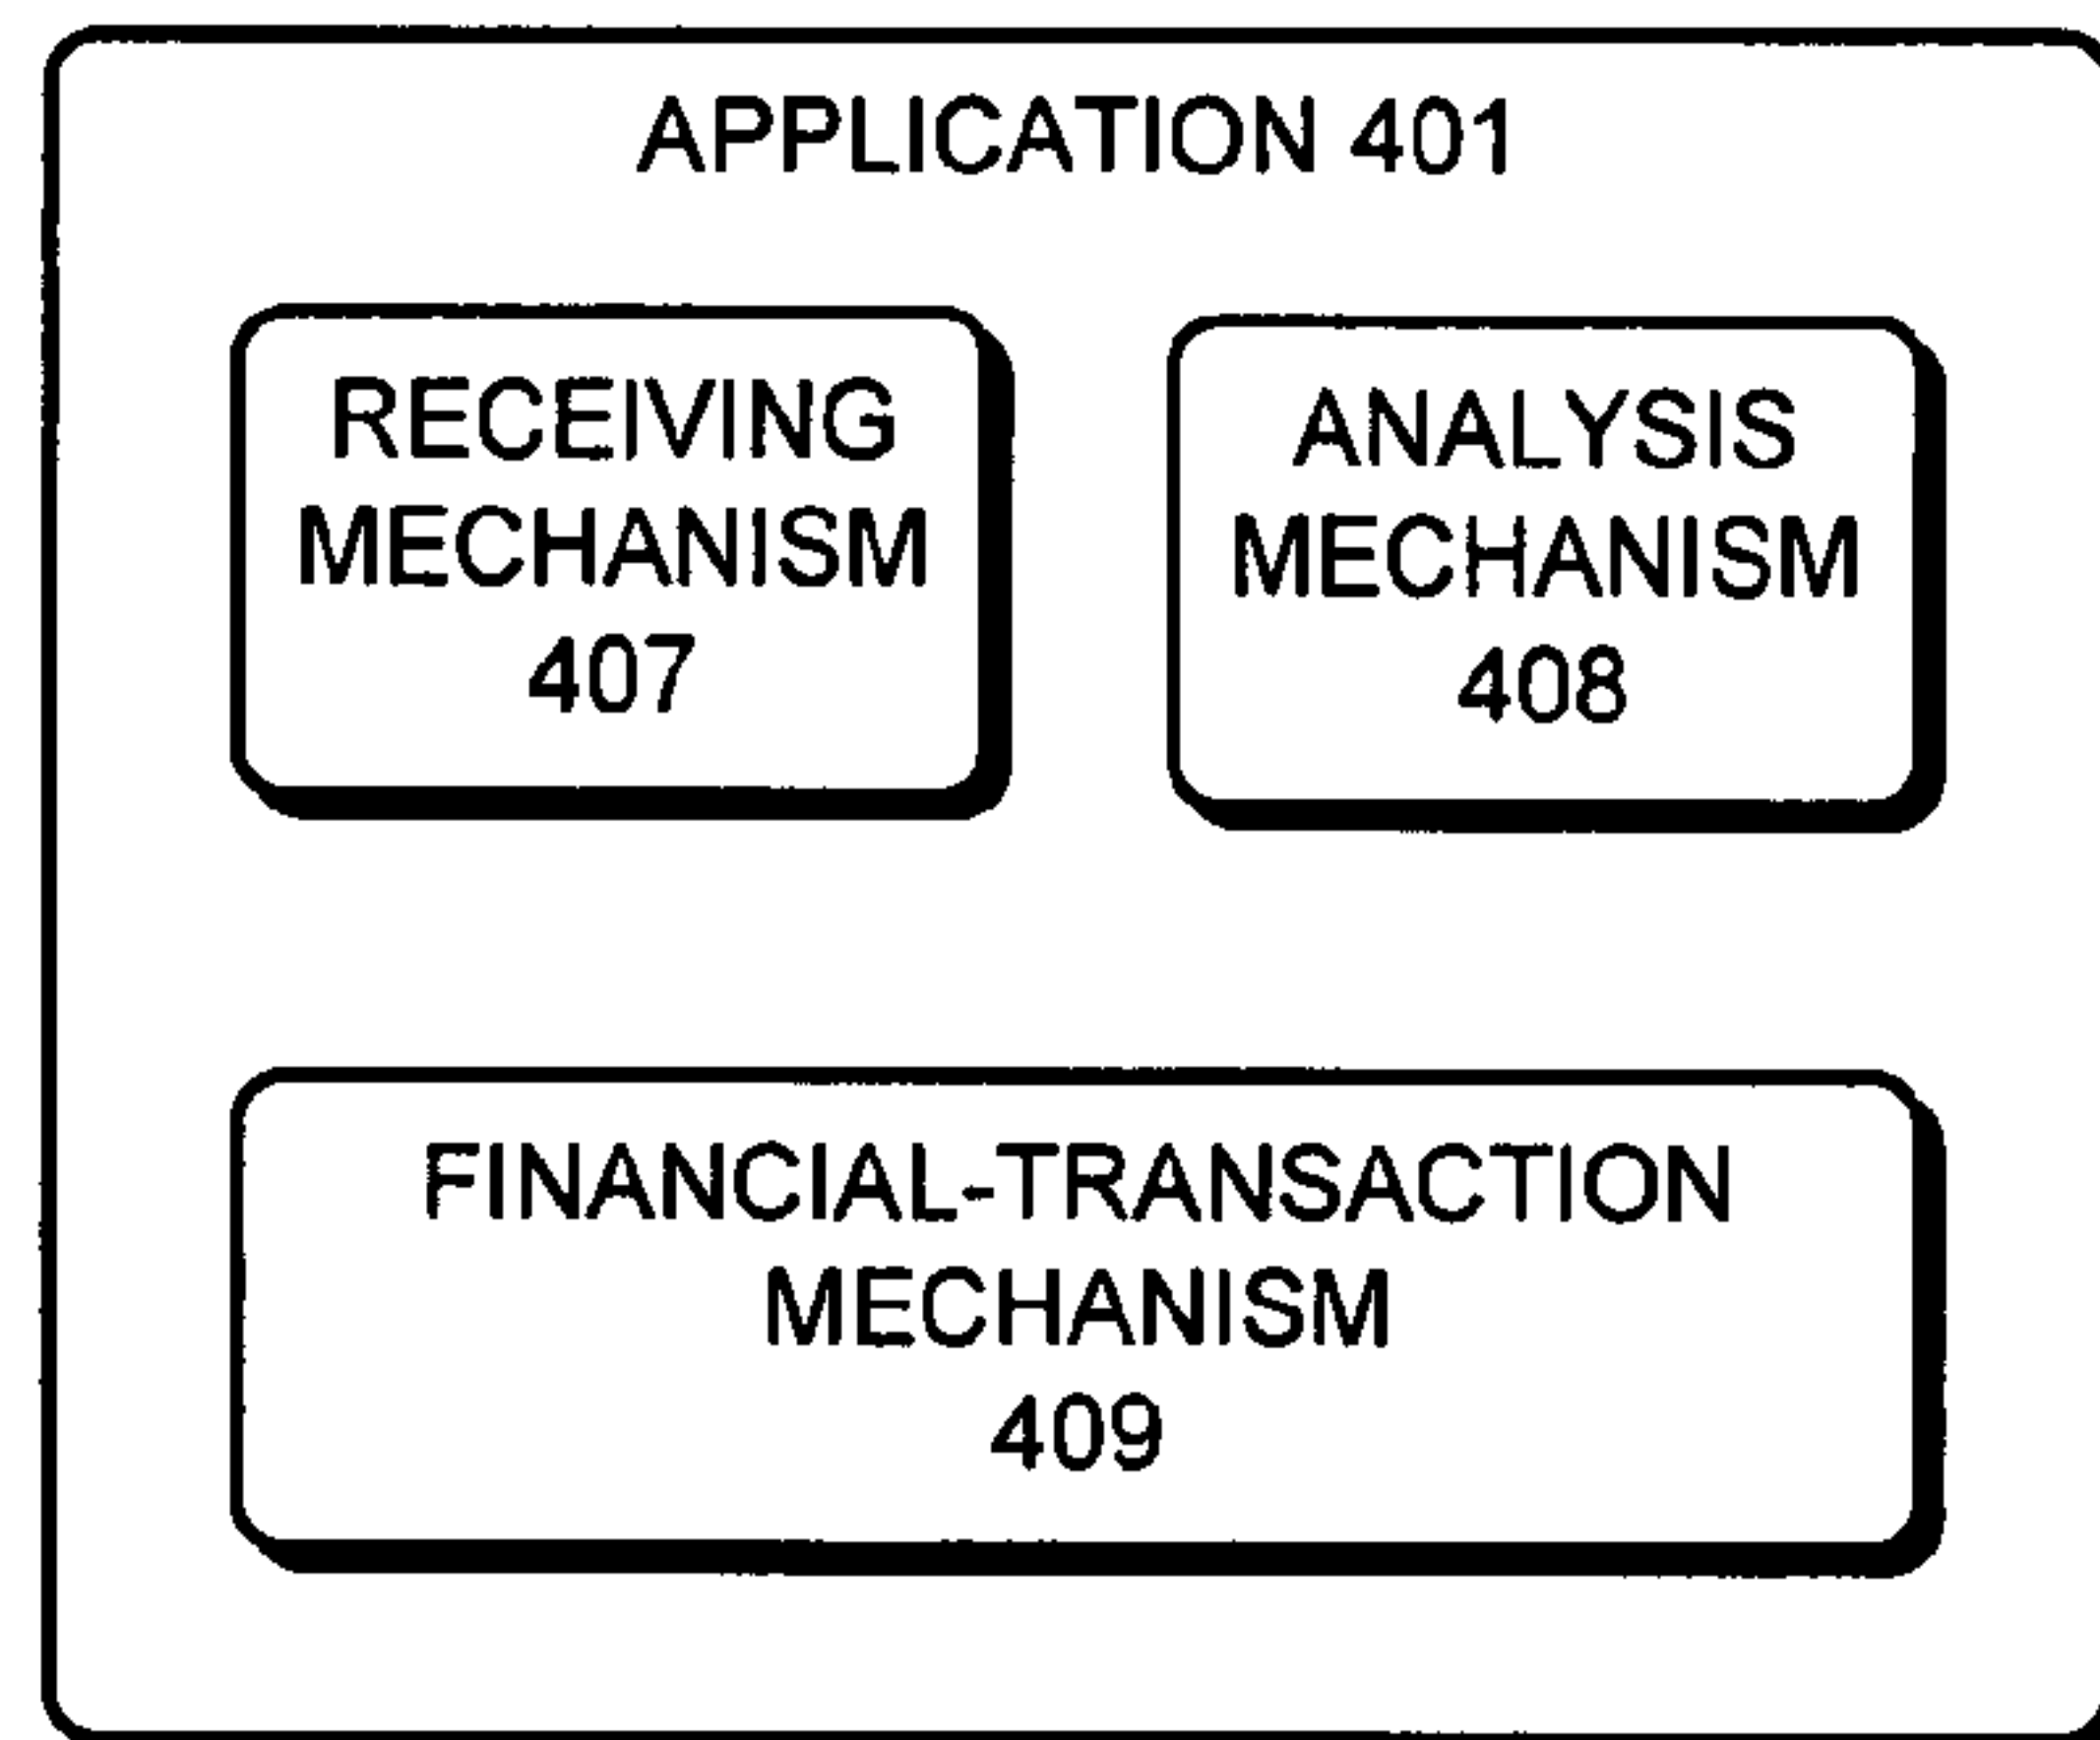 APPLICATION 401
RECEIVING
MECHANISM
407
ANALYSIS
MECHANISM
408
FINANCIAL-TRANSACTION
MECHANISM
409